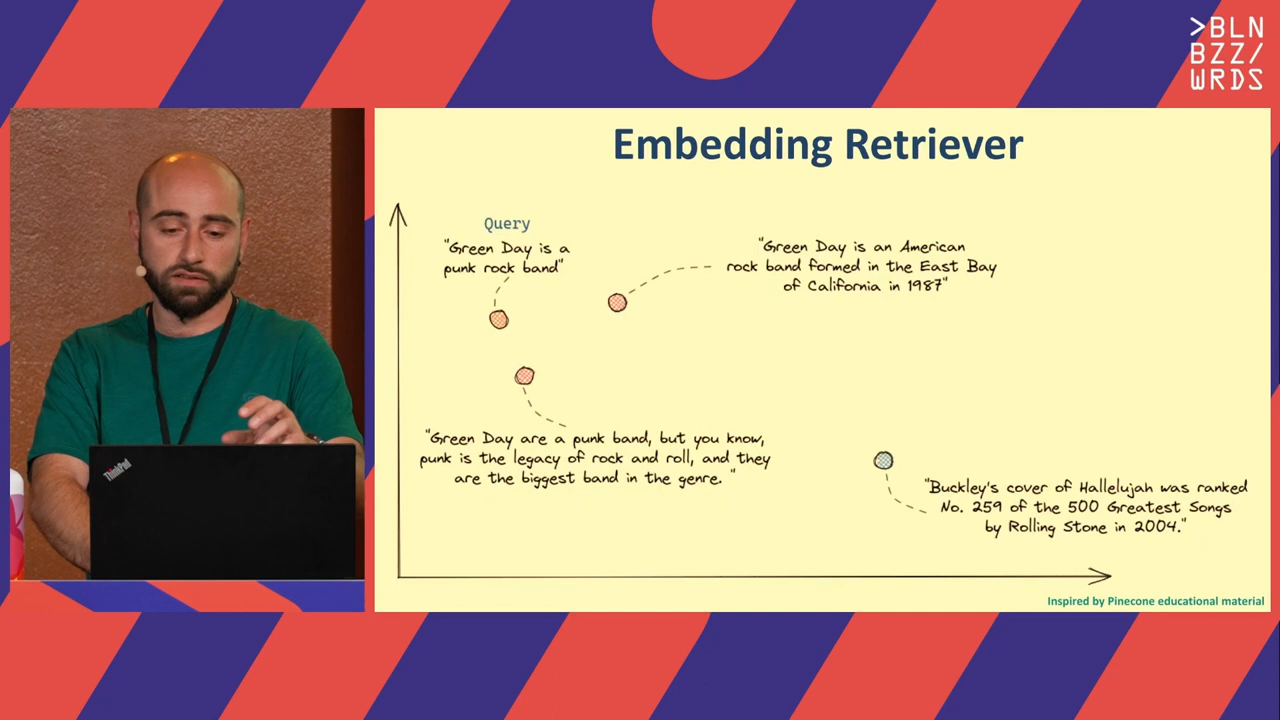 >BLN
BZZ/
WRDS
Embedding Retriever
Query
"Green Day is a
punk rock band"
"Green Day is an American
rock band formed in the East Bay
of California in 1987"
"Green Day are a punk band, but you know,
punk is the legacy of rock and roll, and they
are the biggest band in the genre. "
"Buckley's cover of Hallelujah was ranked
No. 259 of the 500 Greatest Songs
by Rolling Stone in 2004."
Inspired by Pinecone educational material
ThinkPad